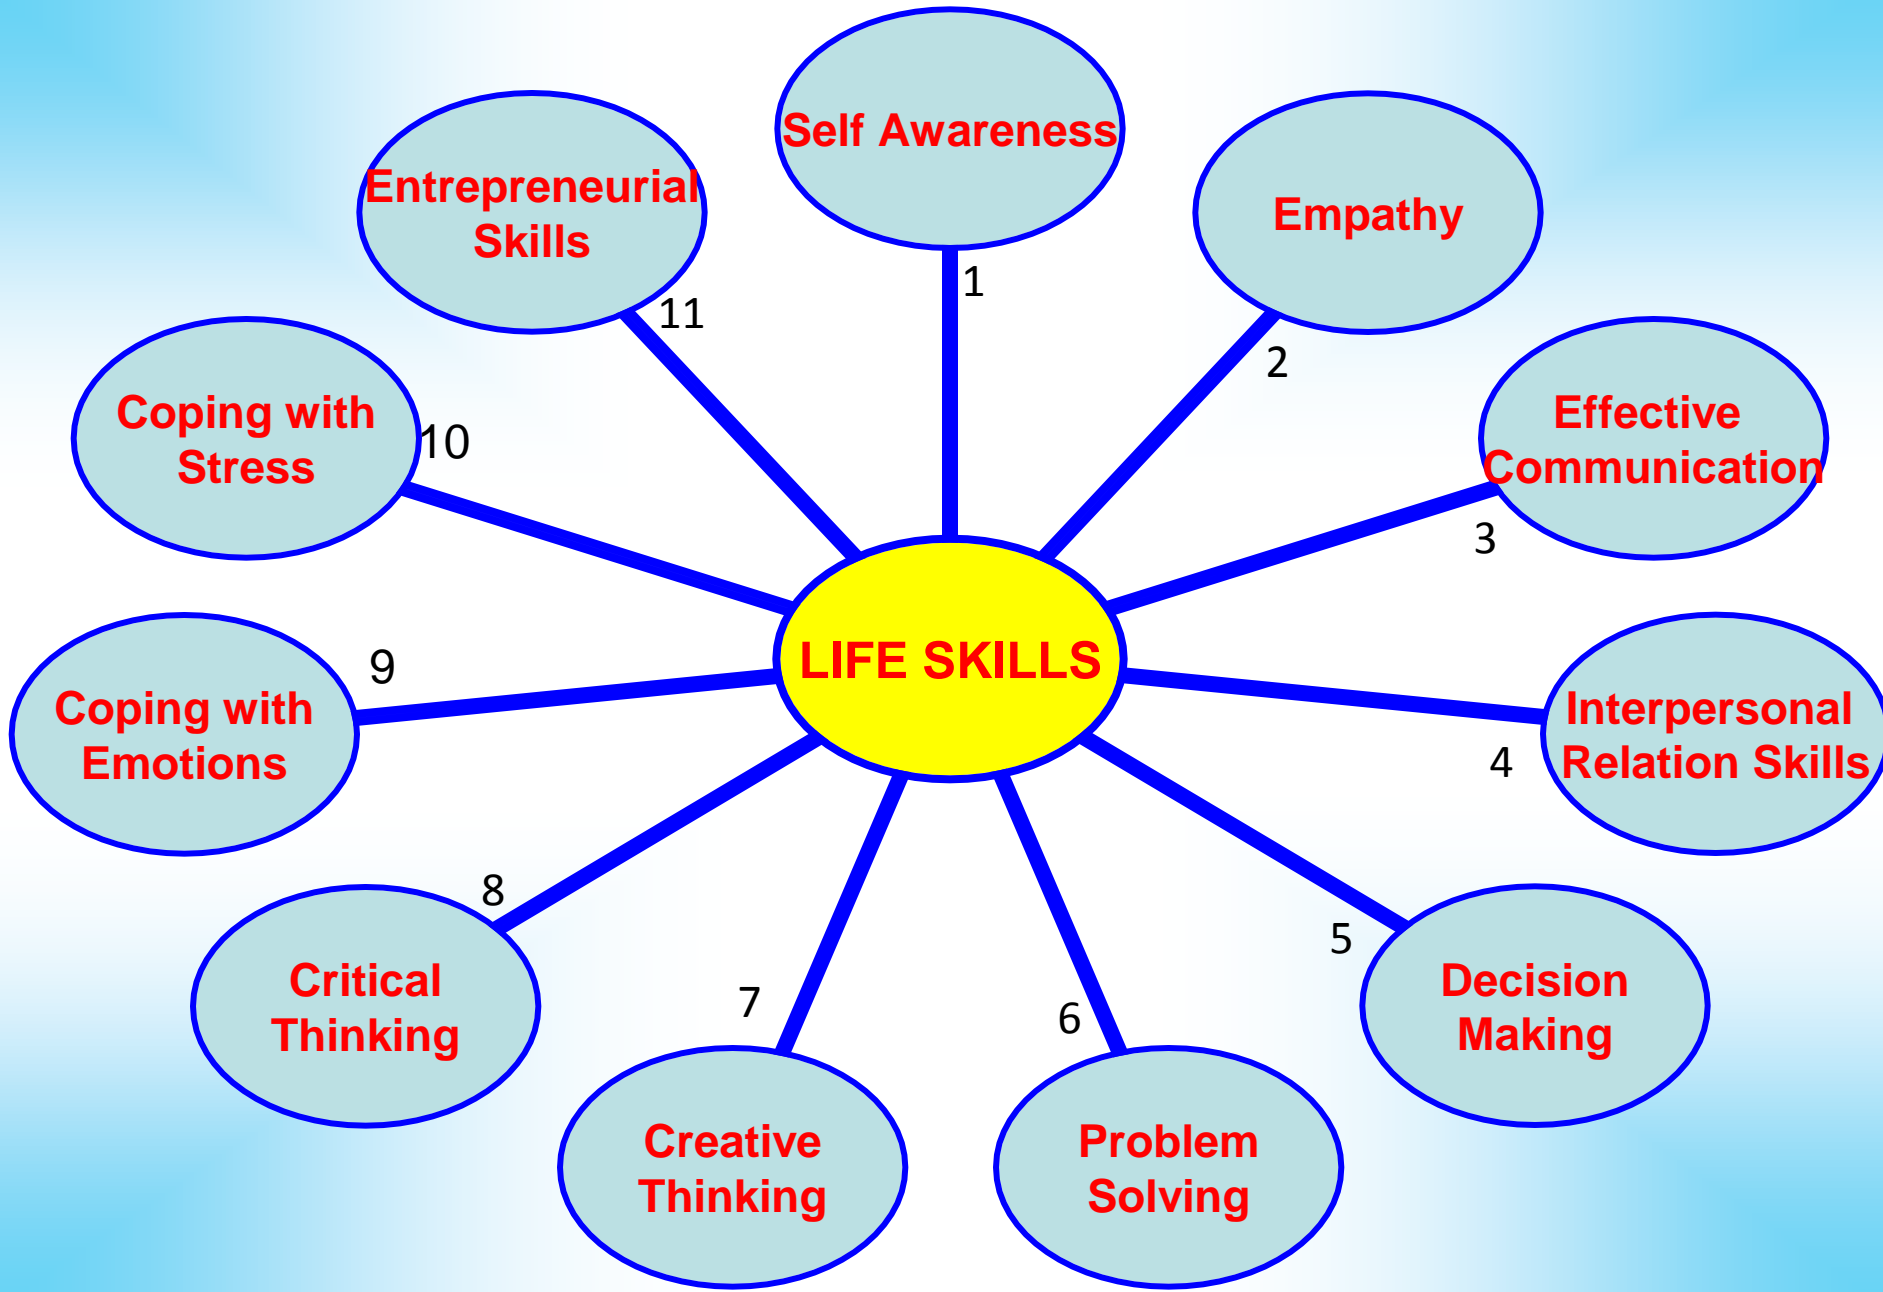 LIFE SKILLS
Self Awareness
1
Empathy
2
Effective
Communication
3
Interpersonal
Relation Skills
4
Decision
Making
5
Problem
Solving
6
Creative
Thinking
7
Critical
Thinking
8
Coping with
Emotions
9
Coping with
Stress
10
Entrepreneurial
Skills
11